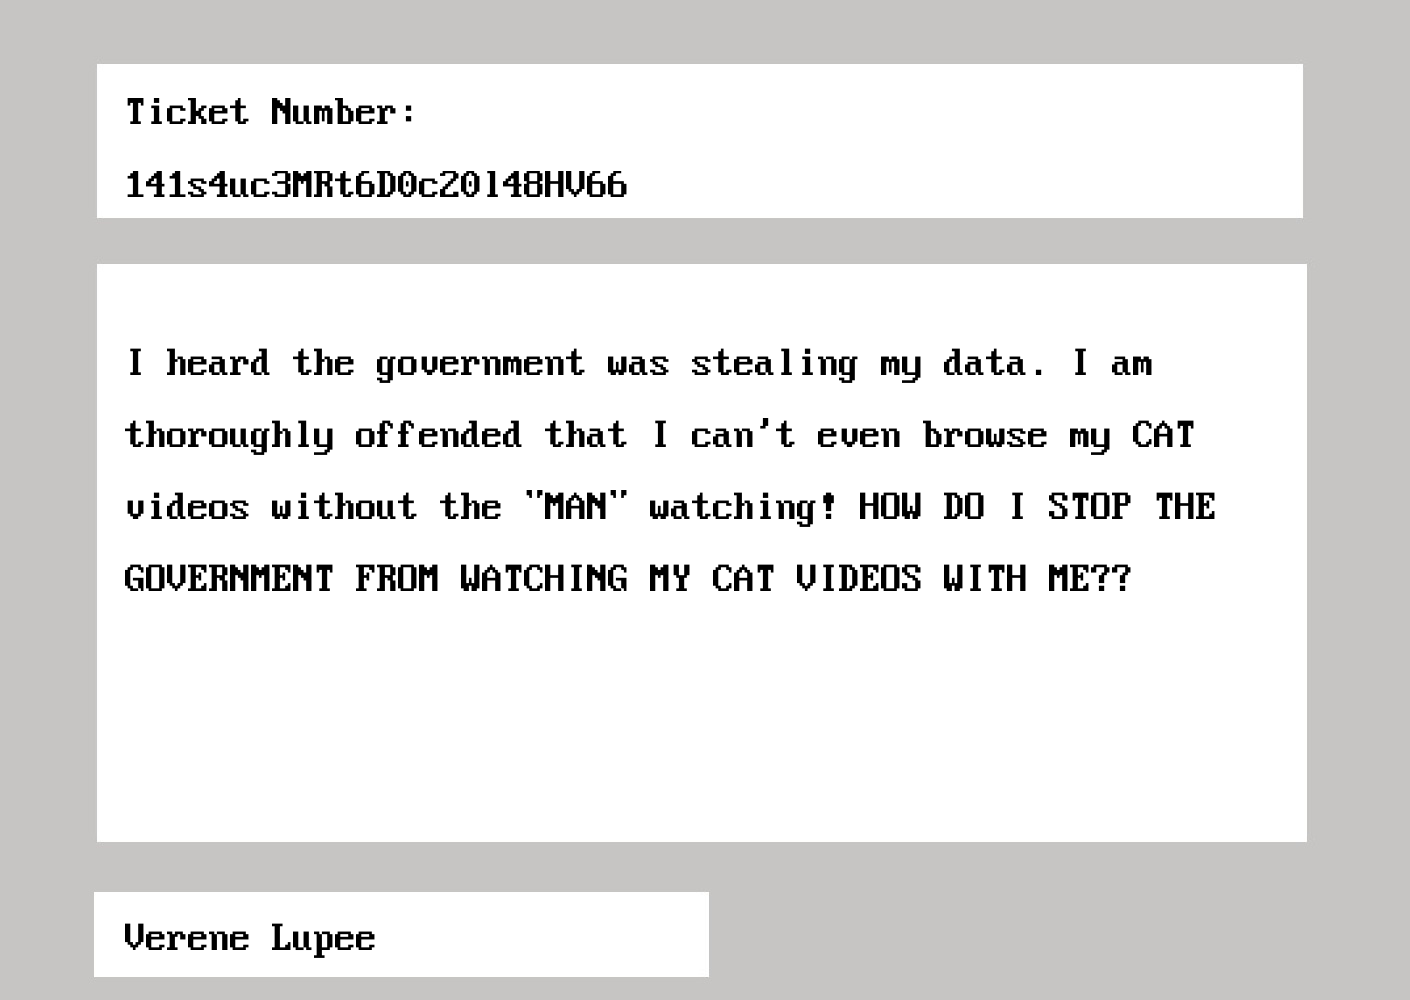 Ticket Number:
141s4uc3MRt6D0c20l48HV66
I heard the government was stealing my data. I am
thoroughly offended that I can't even browse my CAT
videos without the "MAN" watching! HOW DO I STOP THE
GOVERNMENT FROM WATCHING MY CAT VIDEOS WITH ME??
Verene Lupee